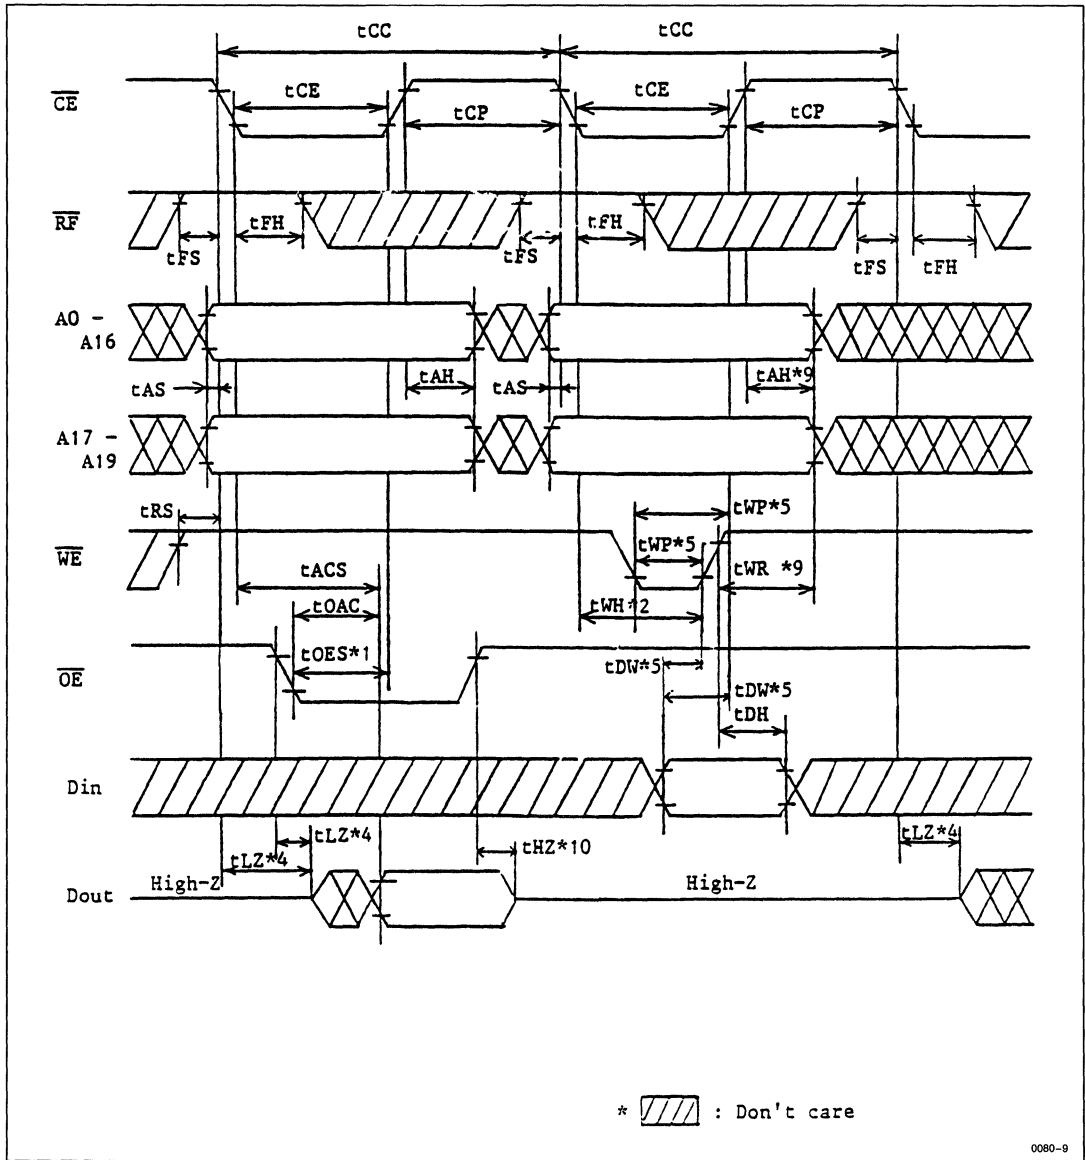 tCC tCC
CE
tCE tCE
tCP tCP
RF
tFH tFH
tFS tFS tFS tFH
A0 -
A16
tAS tAH tAS tAH*9
A17 -
A19
tRS
tWP*5
WE
tWP*5
tACS tWR *9
tOAC tWH*2
tOES*1
OE
tDW*5
tDW*5
tDH
Din
tLZ*4 tHZ*10 tLZ*4
tLZ*4
High-Z High-Z
Dout
* : Don't care
0080-9